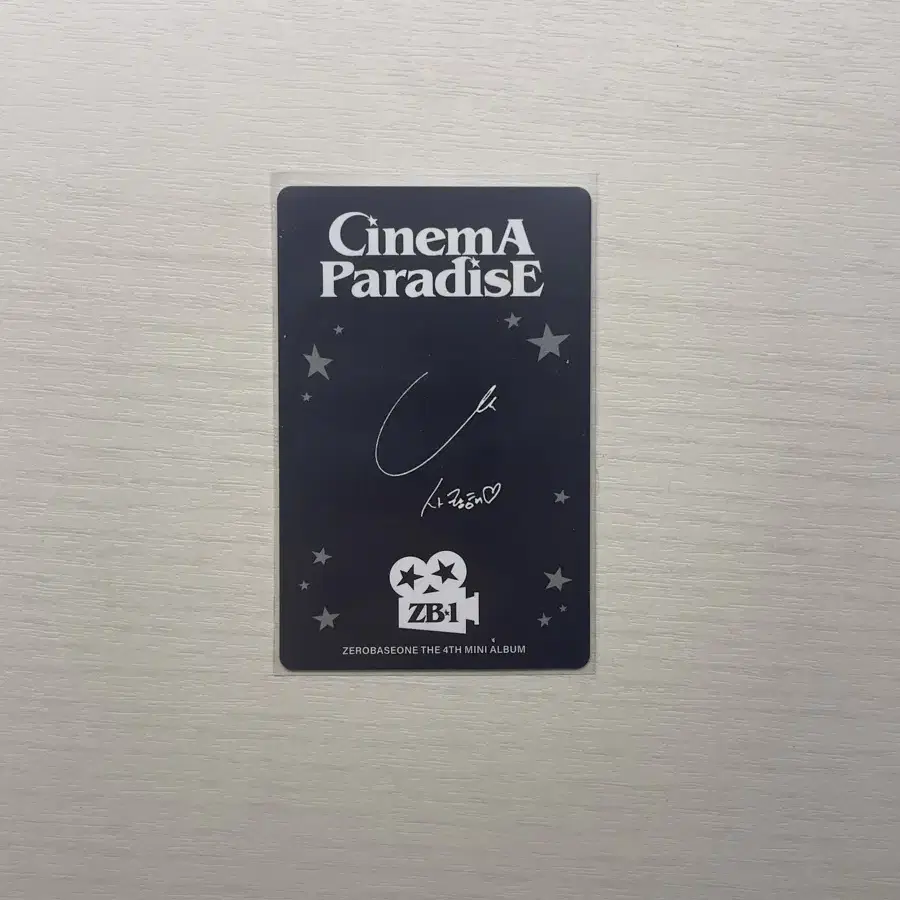 CinemA
ParadisE
사랑해♡
ZB1
ZEROBASEONE THE 4TH MINI ALBUM